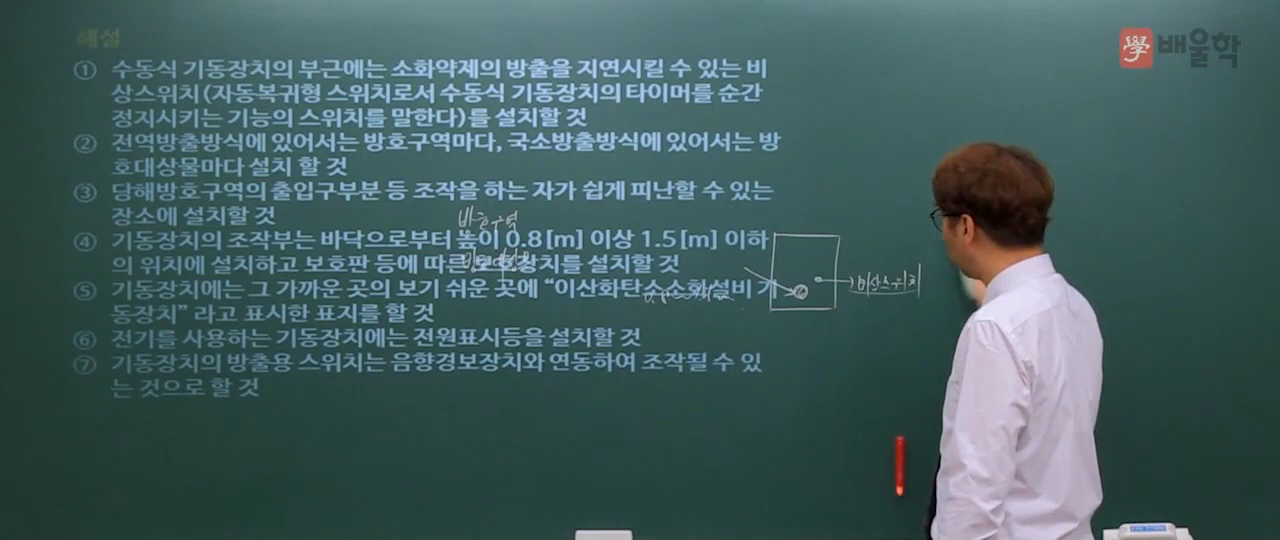 해설
學 배울학
① 수동식 기동장치의 부근에는 소화약제의 방출을 지연시킬 수 있는 비
상스위치(자동복귀형 스위치로서 수동식 기동장치의 타이머를 순간
정지시키는 기능의 스위치를 말한다)를 설치할 것
② 전역방출방식에 있어서는 방호구역마다, 국소방출방식에 있어서는 방
호대상물마다 설치 할 것
③ 당해방호구역의 출입구부분 등 조작을 하는 자가 쉽게 피난할 수 있는
장소에 설치할 것
방호구역
④ 기동장치의 조작부는 바닥으로부터 높이 0.8[m] 이상 1.5[m] 이하
의 위치에 설치하고 보호판 등에 따른 보호장치를 설치할 것
비상스위치
⑤ 기동장치에는 그 가까운 곳의 보기 쉬운 곳에 “이산화탄소소화설비 기
동장치” 라고 표시한 표지를 할 것
⑥ 전기를 사용하는 기동장치에는 전원표시등을 설치할 것
⑦ 기동장치의 방출용 스위치는 음향경보장치와 연동하여 조작될 수 있
는 것으로 할 것